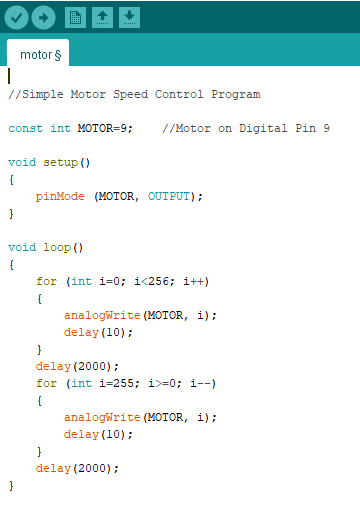 motor §
//Simple Motor Speed Control Program
const int MOTOR=9;    //Motor on Digital Pin 9
void setup()
{
    pinMode (MOTOR, OUTPUT);
}
void loop()
{
    for (int i=0; i<256; i++)
    {
        analogWrite(MOTOR, i);
        delay(10);
    }
    delay(2000);
    for (int i=255; i>=0; i--)
    {
        analogWrite(MOTOR, i);
        delay(10);
    }
    delay(2000);
}